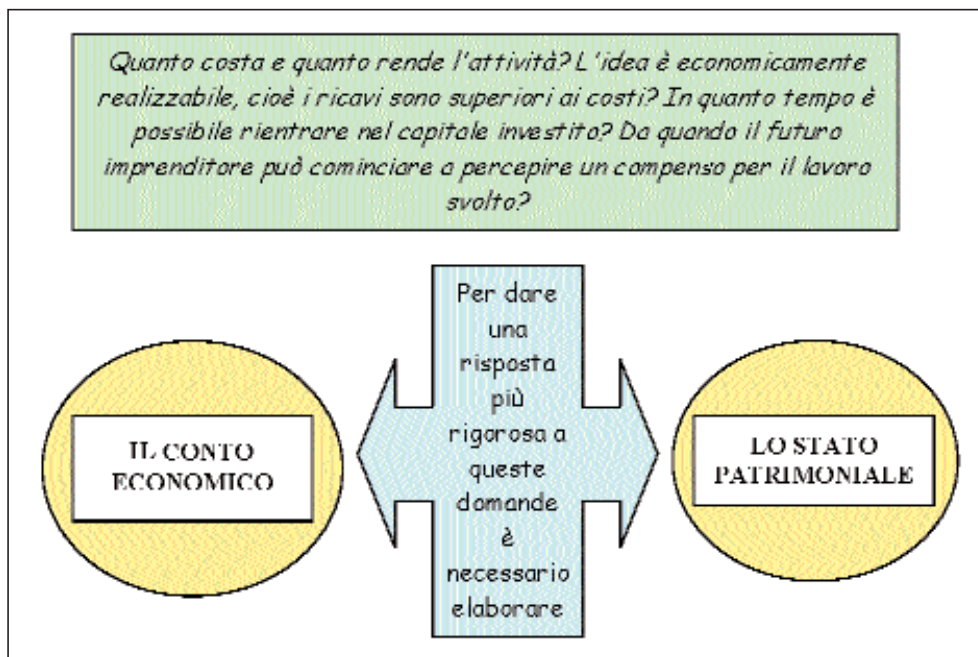 Quanto costa e quanto rende l'attività? L'idea è economicamente
realizzabile, cioè i ricavi sono superiori ai costi? In quanto tempo è
possibile rientrare nel capitale investito? Da quando il futuro
imprenditore può cominciare a percepire un compenso per il lavoro
svolto?
Per dare
una
risposta
più
rigorosa a
queste
domande
è
necessario
elaborare
IL CONTO
ECONOMICO
LO STATO
PATRIMONIALE